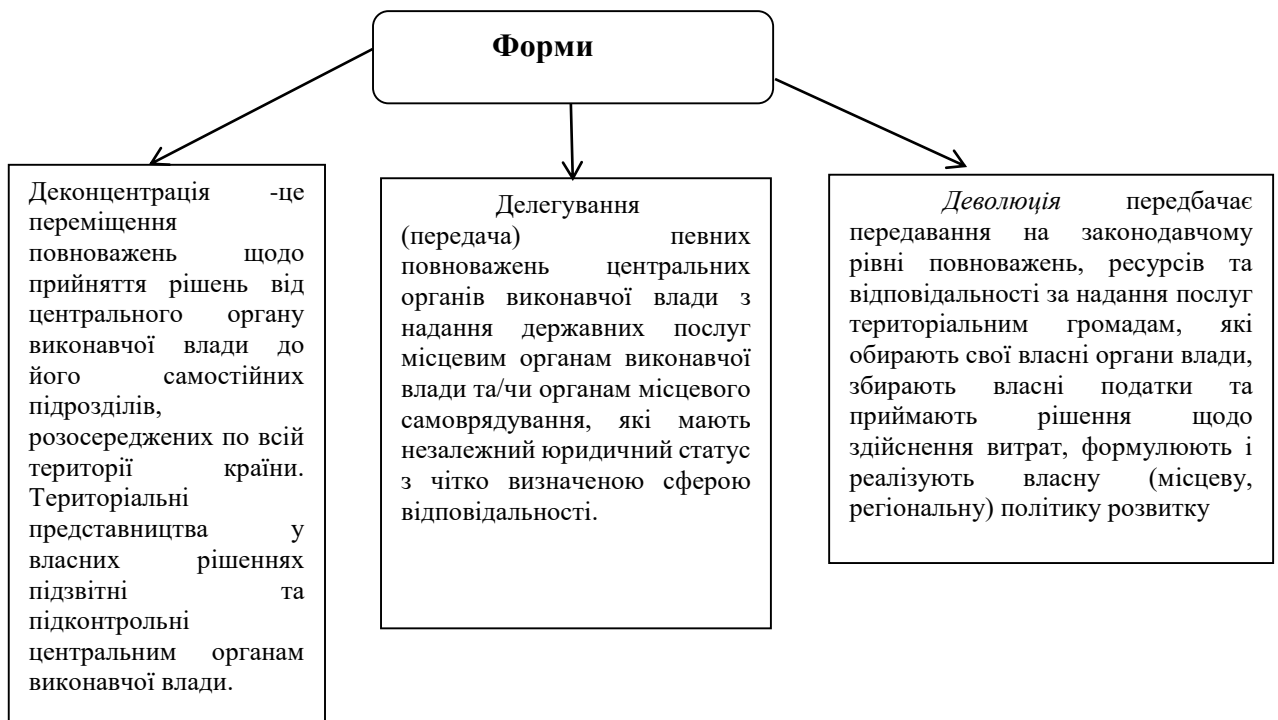 Форми
Деконцентрація -це
переміщення
повноважень щодо
прийняття рішень від
центрального органу
виконавчої влади до
його самостійних
підрозділів,
розосереджених по всій
території країни.
Територіальні
представництва у
власних рішеннях
підзвітні та
підконтрольні
центральним органам
виконавчої влади.
Делегування
(передача) певних
повноважень центральних
органів виконавчої влади з
надання державних послуг
місцевим органам виконавчої
влади та/чи органам місцевого
самоврядування, які мають
незалежний юридичний статус
з чітко визначеною сферою
відповідальності.
Деволюція передбачає
передавання на законодавчому
рівні повноважень, ресурсів та
відповідальності за надання послуг
територіальним громадам, які
обирають свої власні органи влади,
збирають власні податки та
приймають рішення щодо
здійснення витрат, формулюють і
реалізують власну (місцеву,
регіональну) політику розвитку